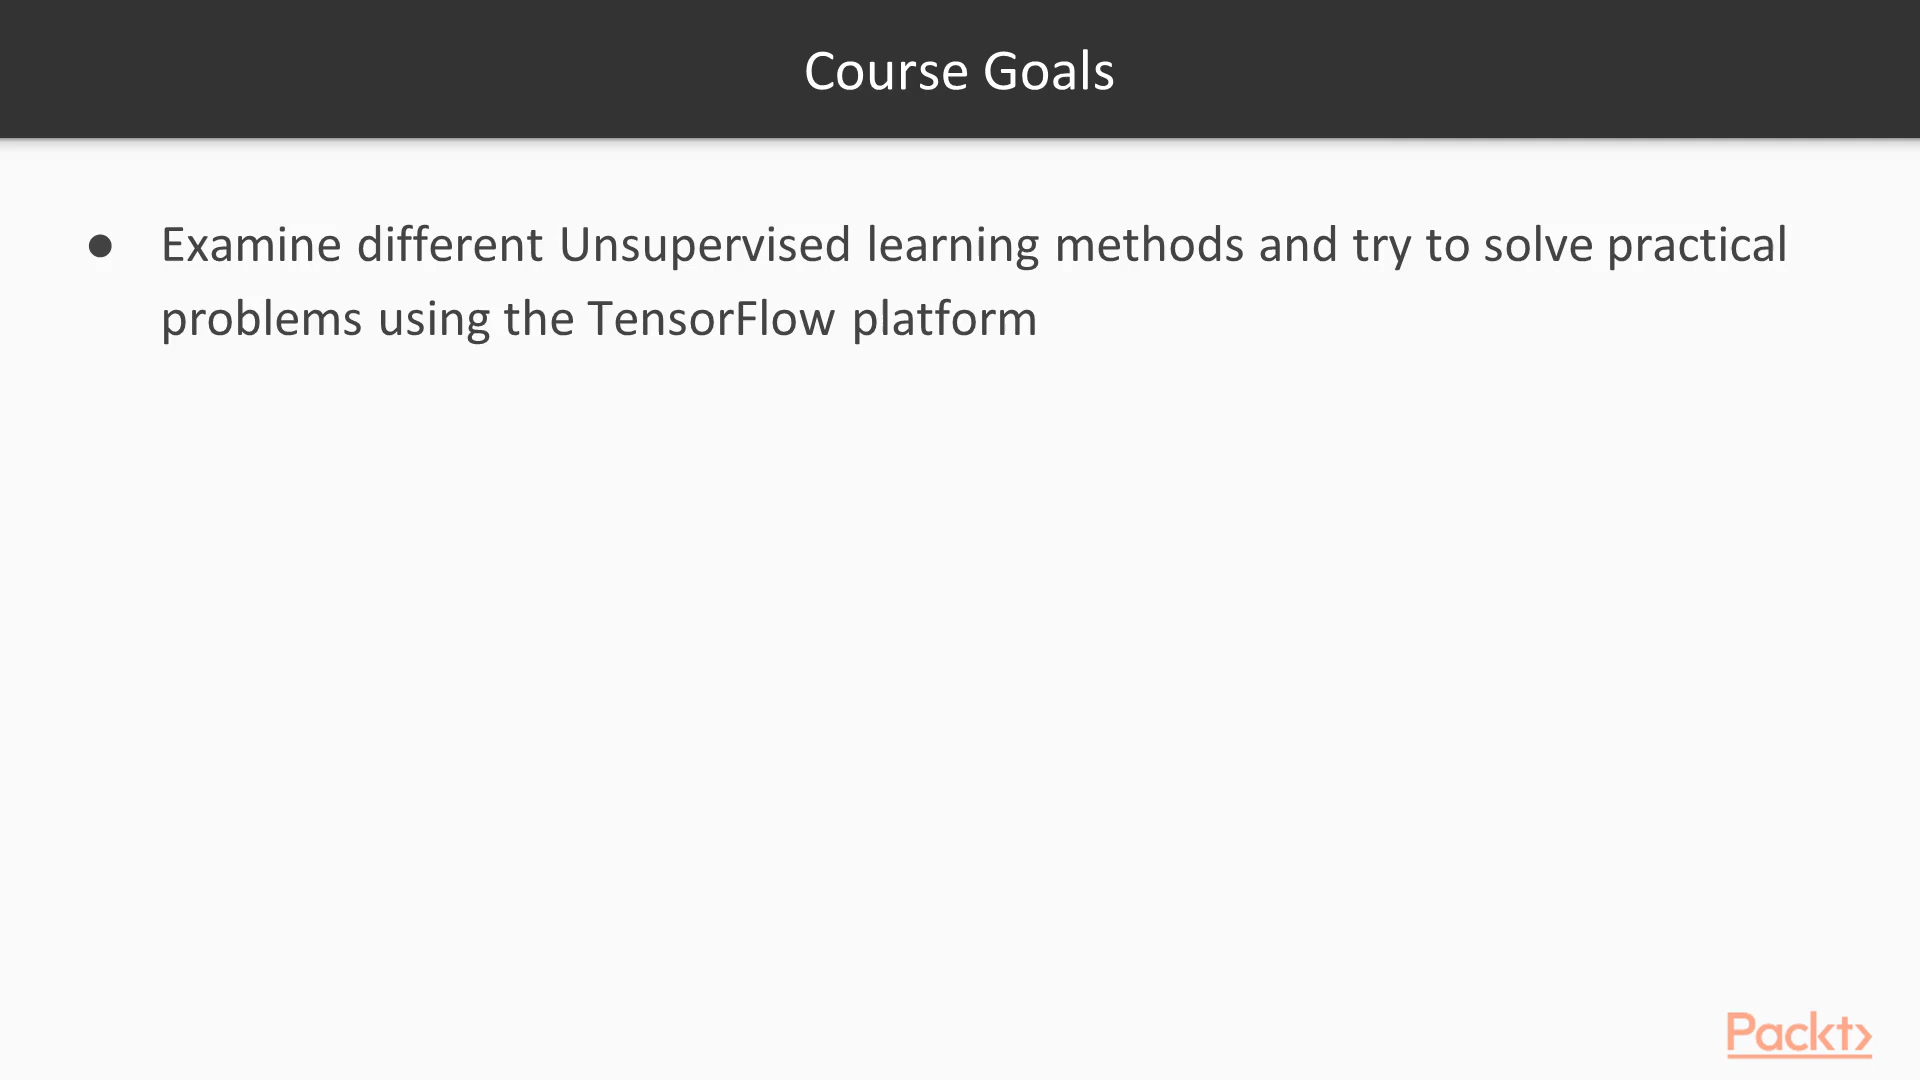 Course Goals
● Examine different Unsupervised learning methods and try to solve practical
problems using the TensorFlow platform
Packt>